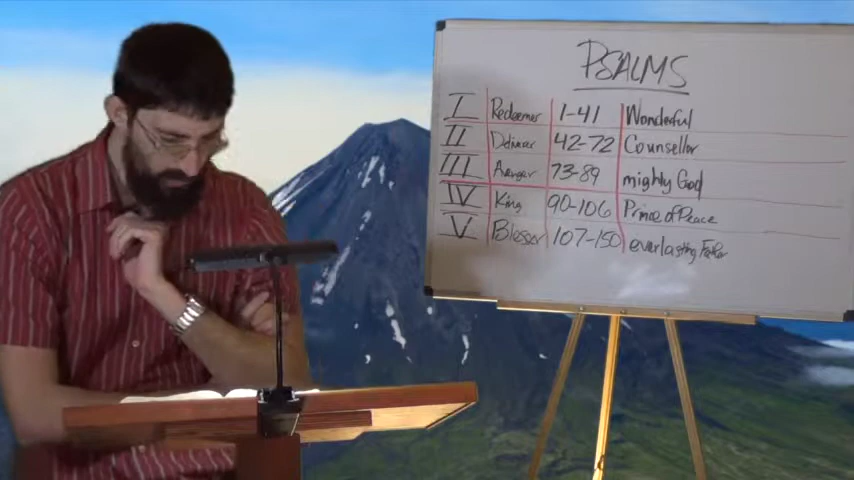 PSALMS
I Redeemer 1-41 Wonderful
II Deliverer 42-72 Counsellor
III Avenger 73-89 mighty God
IV King 90-106 Prince of Peace
V Blesser 107-150 everlasting Father